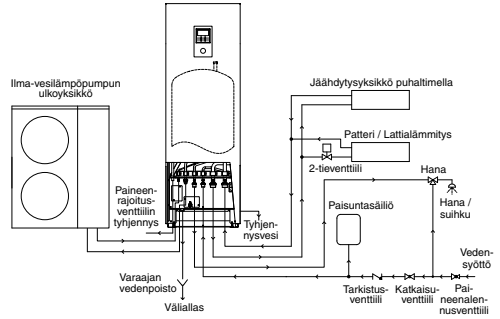 Ilma-vesilämpöpumpun
ulkoyksikkö
Jäähdytysyksikkö puhaltimella
Patteri / Lattialämmitys
2-tieventtiili
Hana
Hana /
suihku
Paineen-
rajoitus-
venttiilin
tyhjennys
Tyhjen-
nysvesi
Paisuntasäiliö
Veden-
syöttö
Varaajan
vedenpoisto
Väliallas
Tarkistus-
venttiili
Katkaisu-
venttiili
Pai-
neenalen-
nusventtiili